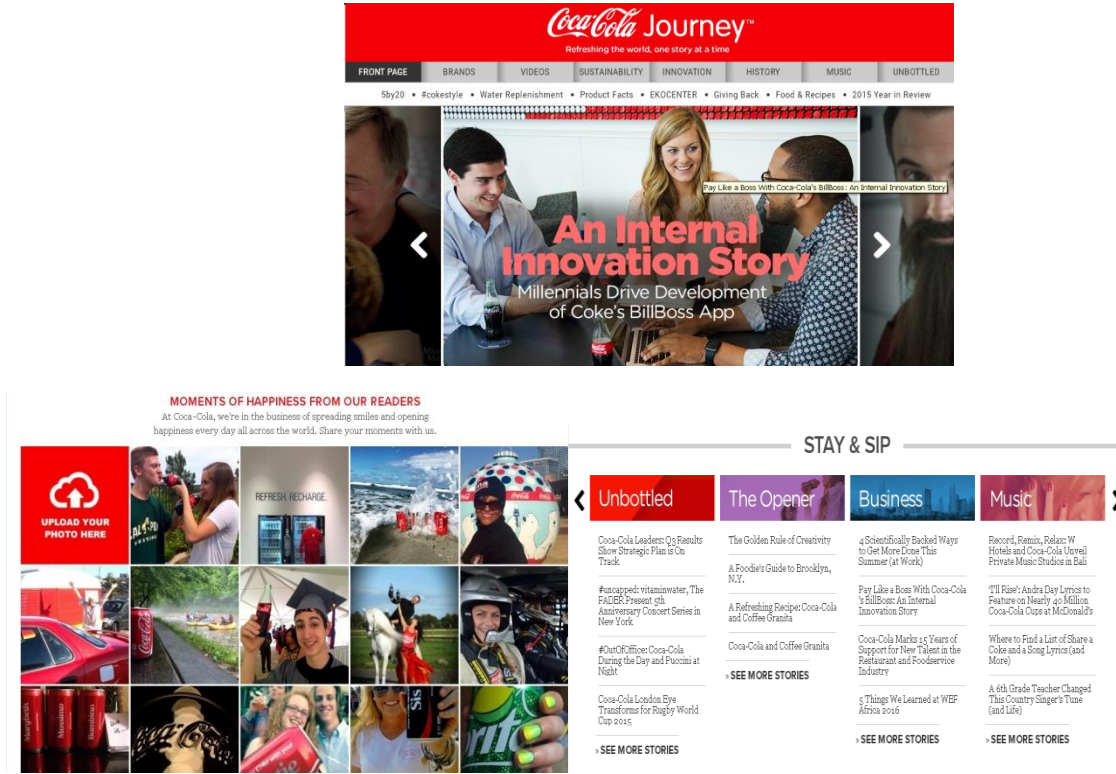 Coca-Cola Journey™
Refreshing the world, one story at a time
FRONT PAGE BRANDS VIDEOS SUSTAINABILITY INNOVATION HISTORY MUSIC UNBOTTLED
5by20 • #cokestyle • Water Replenishment • Product Facts • EKOCENTER • Giving Back • Food & Recipes • 2015 Year in Review
Pay Like a Boss With Coca-Cola's BillBoss: An Internal Innovation Story
An Internal
Innovation Story
Millennials Drive Development
of Coke's BillBoss App
MOMENTS OF HAPPINESS FROM OUR READERS
At Coca-Cola, we're in the business of spreading smiles and opening
happiness every day all across the world. Share your moments with us.
UPLOAD YOUR
PHOTO HERE
REFRESH. RECHARGE.
Coca-Cola
Coca-Cola
Marybeth
Massimo
Bambino
Sis
rite
STAY & SIP
Unbottled
Coca-Cola Leaders: Q3 Results
Show Strategic Plan is On
Track
#uncapped: vitaminwater, The
FADER Present 5th
Anniversary Concert Series in
New York
#OutOfOffice: Coca-Cola
During the Day and Puccini at
Night
Coca-Cola London Eye
Transforms for Rugby World
Cup 2015
» SEE MORE STORIES
The Opener
The Golden Rule of Creativity
A Foodie's Guide to Brooklyn,
N.Y.
A Refreshing Recipe: Coca-Cola
and Coffee Granita
Coca-Cola and Coffee Granita
» SEE MORE STORIES
Business
4 Scientifically Backed Ways
to Get More Done This
Summer (at Work)
Pay Like a Boss With Coca-Cola
's BillBoss: An Internal
Innovation Story
Coca-Cola Marks 15 Years of
Support for New Talent in the
Restaurant and Foodservice
Industry
5 Things We Learned at WEF
Africa 2016
» SEE MORE STORIES
Music
Record, Remix, Relax: W
Hotels and Coca-Cola Unveil
Private Music Studios in Bali
'I'll Rise': Andra Day Lyrics to
Feature on Nearly 40 Million
Coca-Cola Cups at McDonald's
Where to Find a List of Share a
Coke and a Song Lyrics (and
More)
A 6th Grade Teacher Changed
This Country Singer's Tune
(and Life)
» SEE MORE STORIES